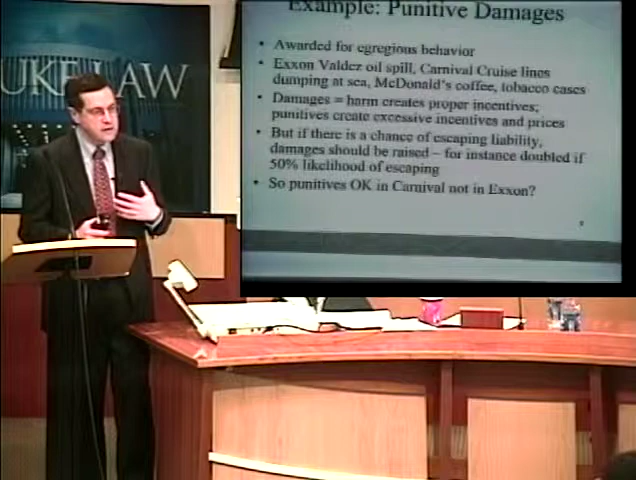 Example: Punitive Damages
UKE LAW
• Awarded for egregious behavior
• Exxon Valdez oil spill, Carnival Cruise lines
dumping at sea, McDonald's coffee, tobacco cases
• Damages = harm creates proper incentives;
punitives create excessive incentives and prices
• But if there is a chance of escaping liability,
damages should be raised – for instance doubled if
50% likelihood of escaping
• So punitives OK in Carnival not in Exxon?